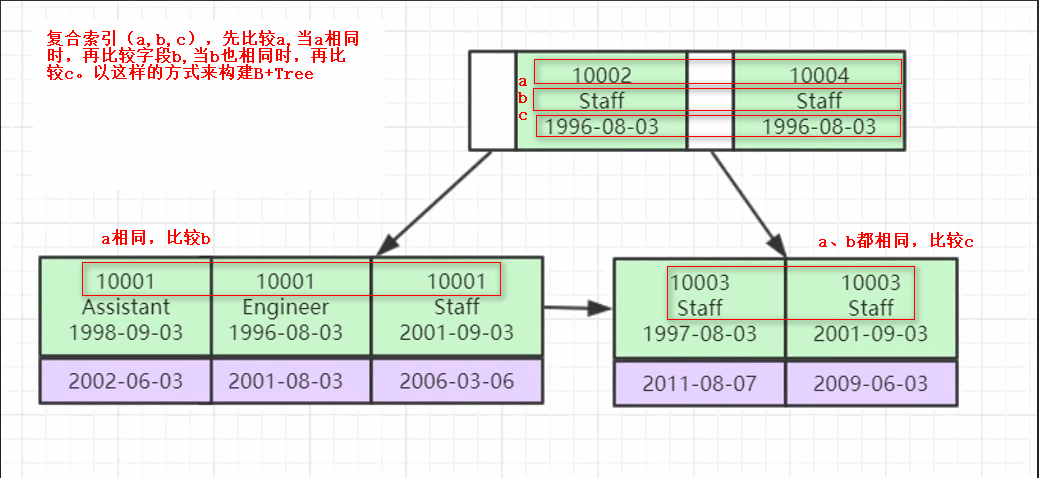 复合索引（a,b,c），先比较a,当a相同
时，再比较字段b,当b也相同时，再比
较c。以这样的方式来构建B+Tree
a
b
c
10002 10004
Staff Staff
1996-08-03 1996-08-03
a相同，比较b
a、b都相同，比较c
10001 10001 10001
Assistant Engineer Staff
1998-09-03 1996-08-03 2001-09-03
2002-06-03 2001-08-03 2006-03-06
10003 10003
Staff Staff
1997-08-03 2001-09-03
2011-08-07 2009-06-03